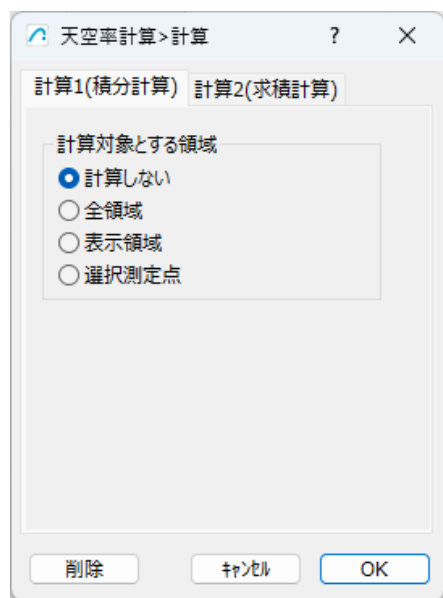 天空率計算>計算 ?
計算1(積分計算) 計算2(求積計算)
計算対象とする領域
計算しない
全領域
表示領域
選択測定点
削除 ｷｬﾝｾﾙ OK